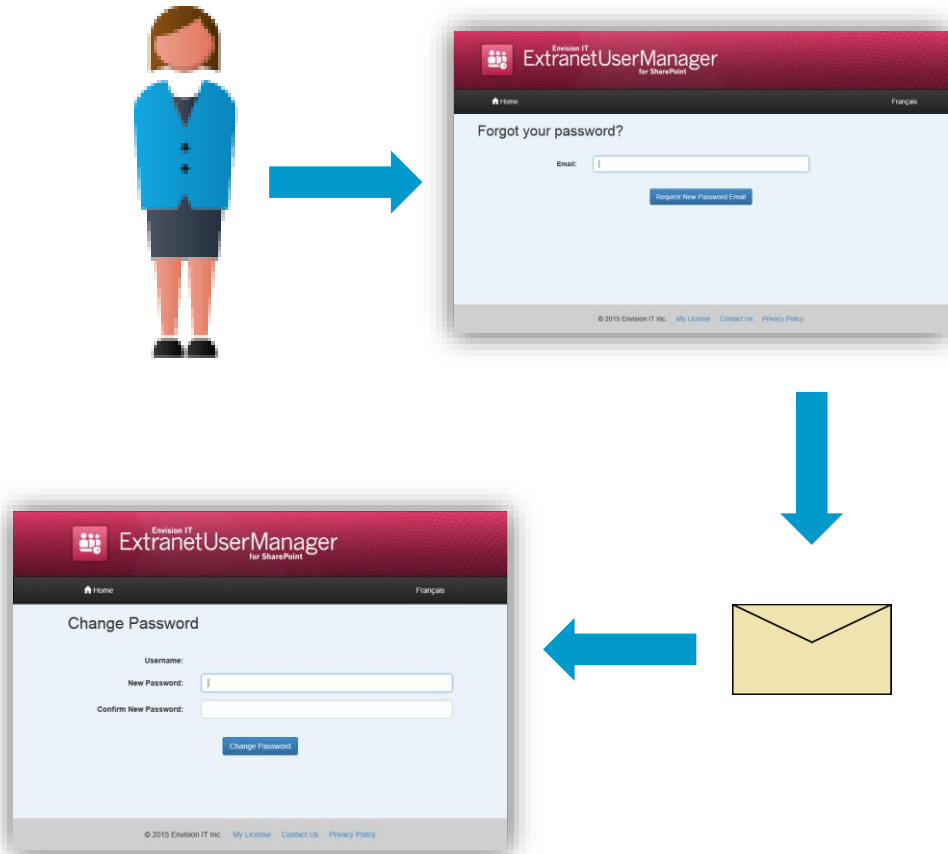 Envision IT
ExtranetUserManager
for SharePoint
Home Français
Forgot your password?
Email:
Request New Password Email
© 2015 Envision IT Inc. My License Contact Us Privacy Policy
Envision IT
ExtranetUserManager
for SharePoint
Home Français
Change Password
Username:
New Password:
Confirm New Password:
Change Password
© 2015 Envision IT Inc. My License Contact Us Privacy Policy